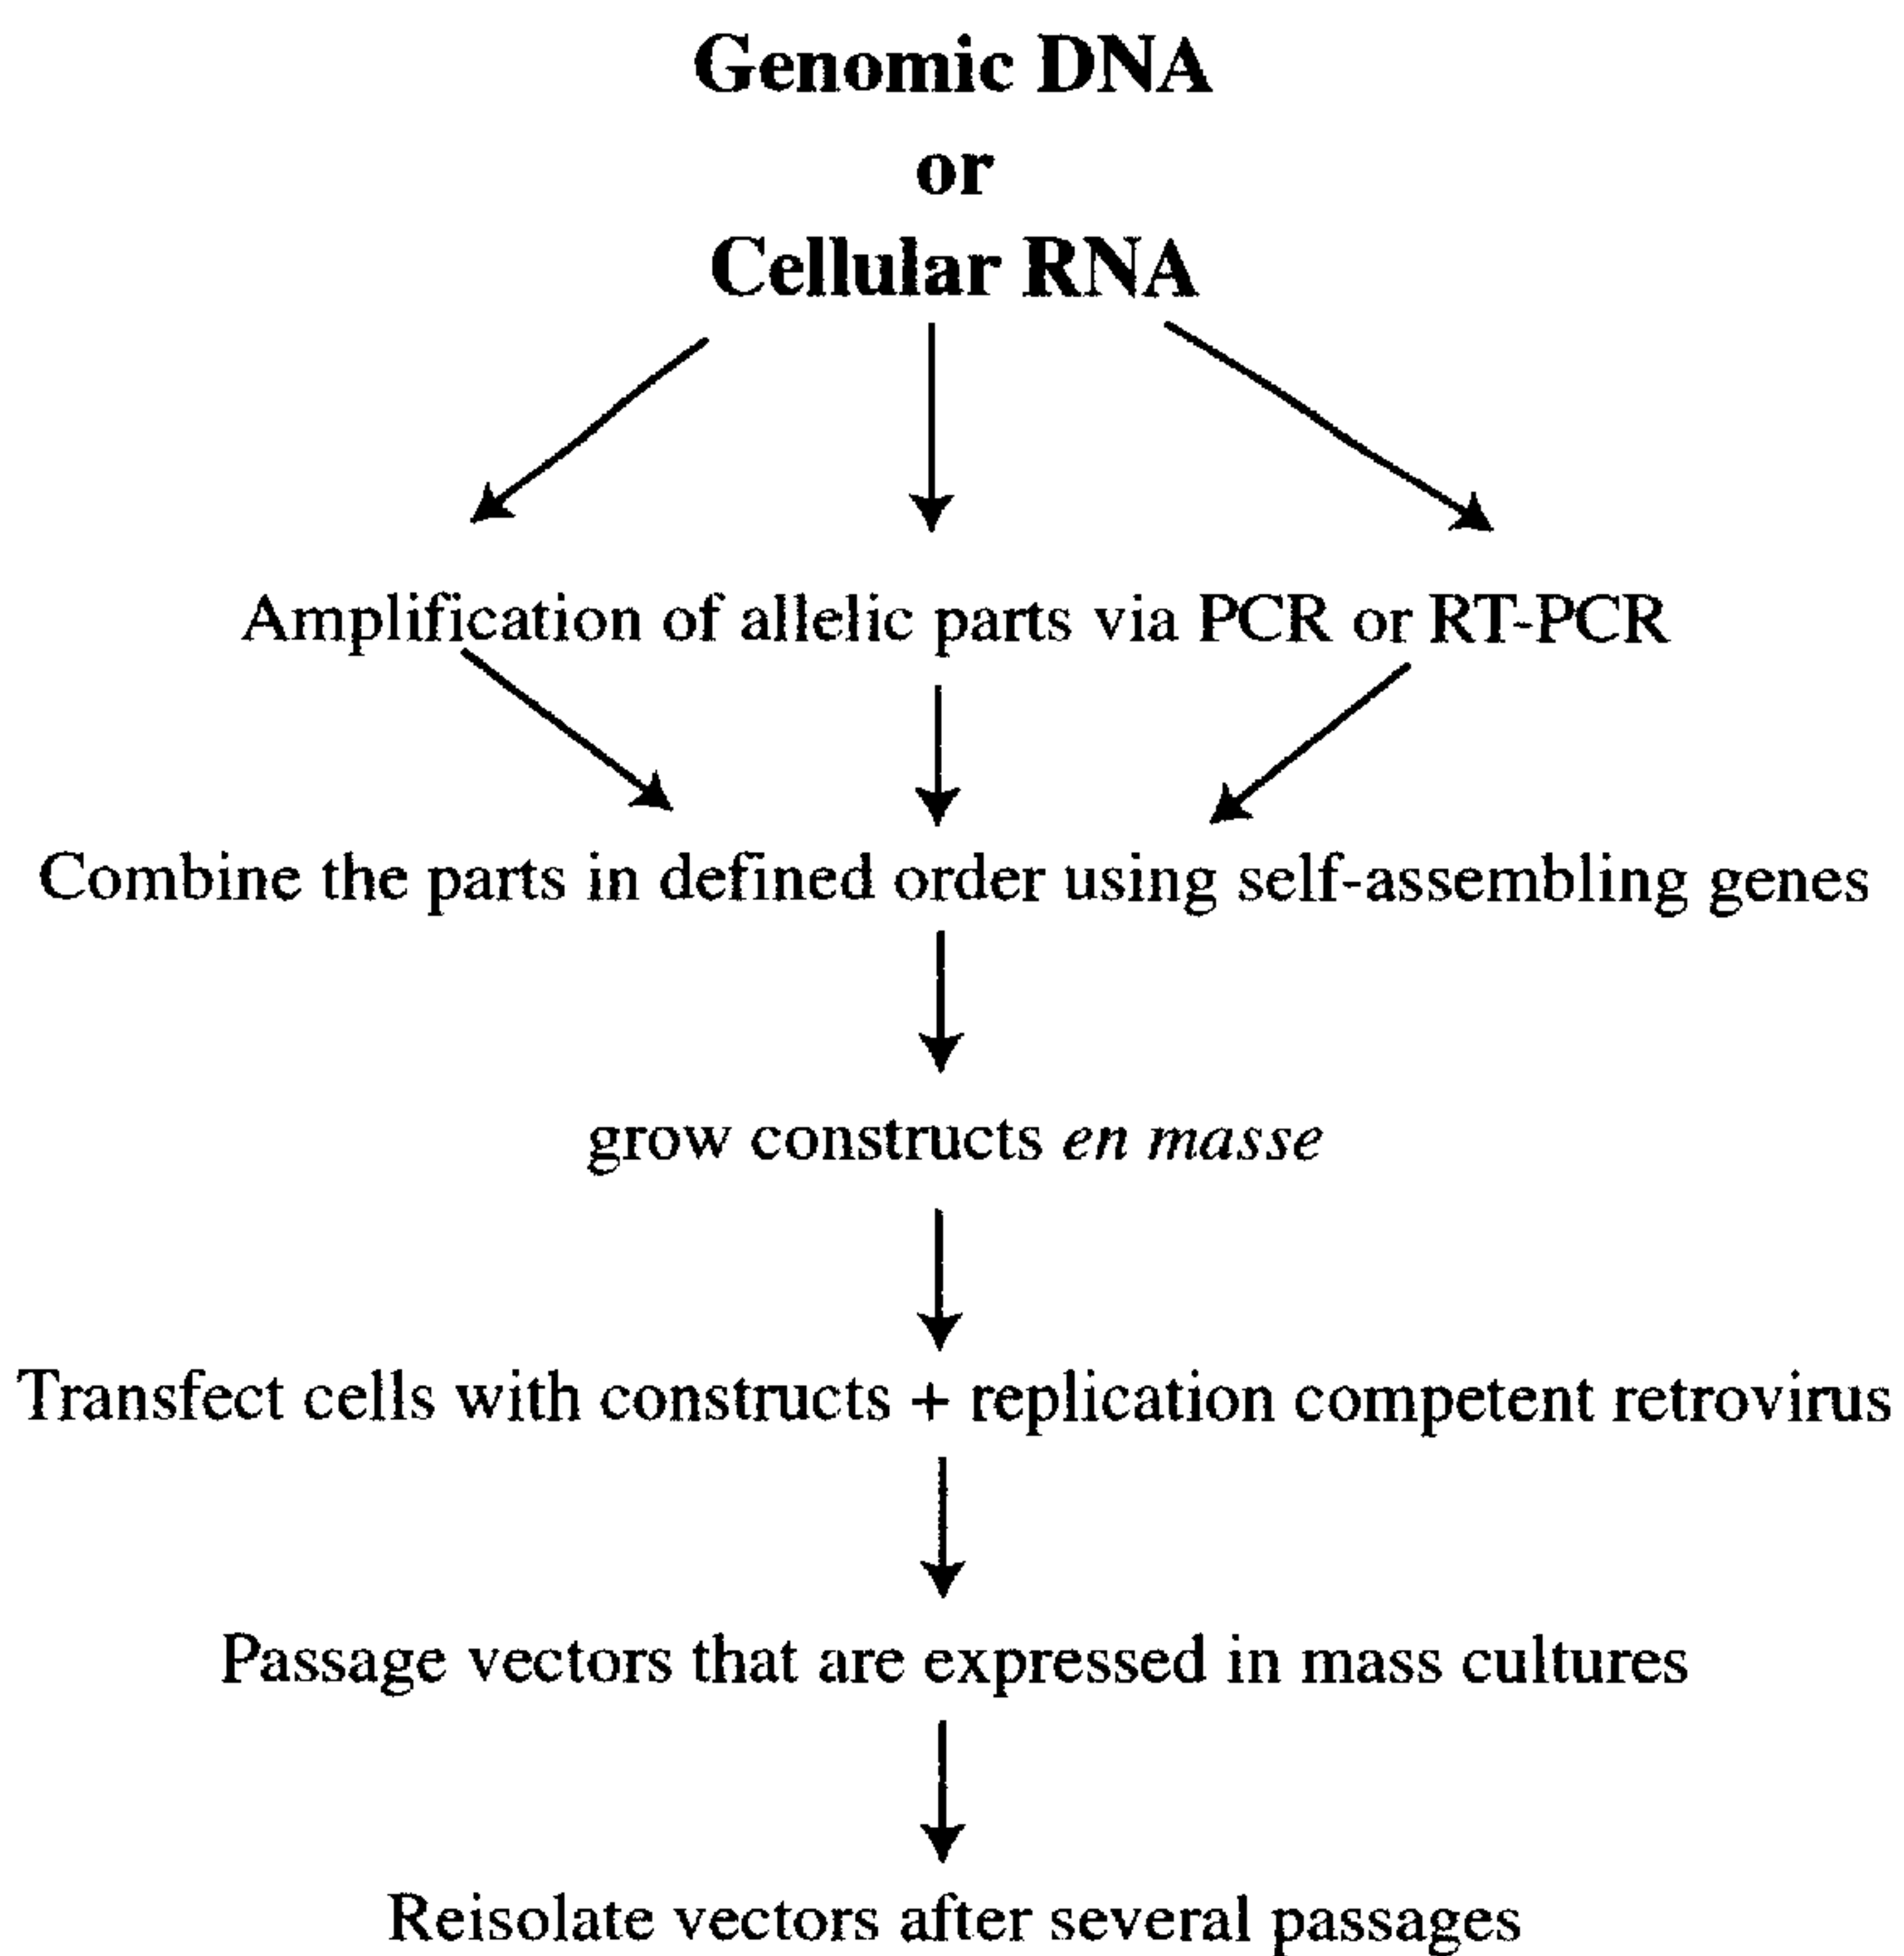 Genomic DNA
or
Cellular RNA
Amplification of allelic parts via PCR or RT-PCR
Combine the parts in defined order using self-assembling genes
grow constructs en masse
Transfect cells with constructs + replication competent retrovirus
Passage vectors that are expressed in mass cultures
Reisolate vectors after several passages